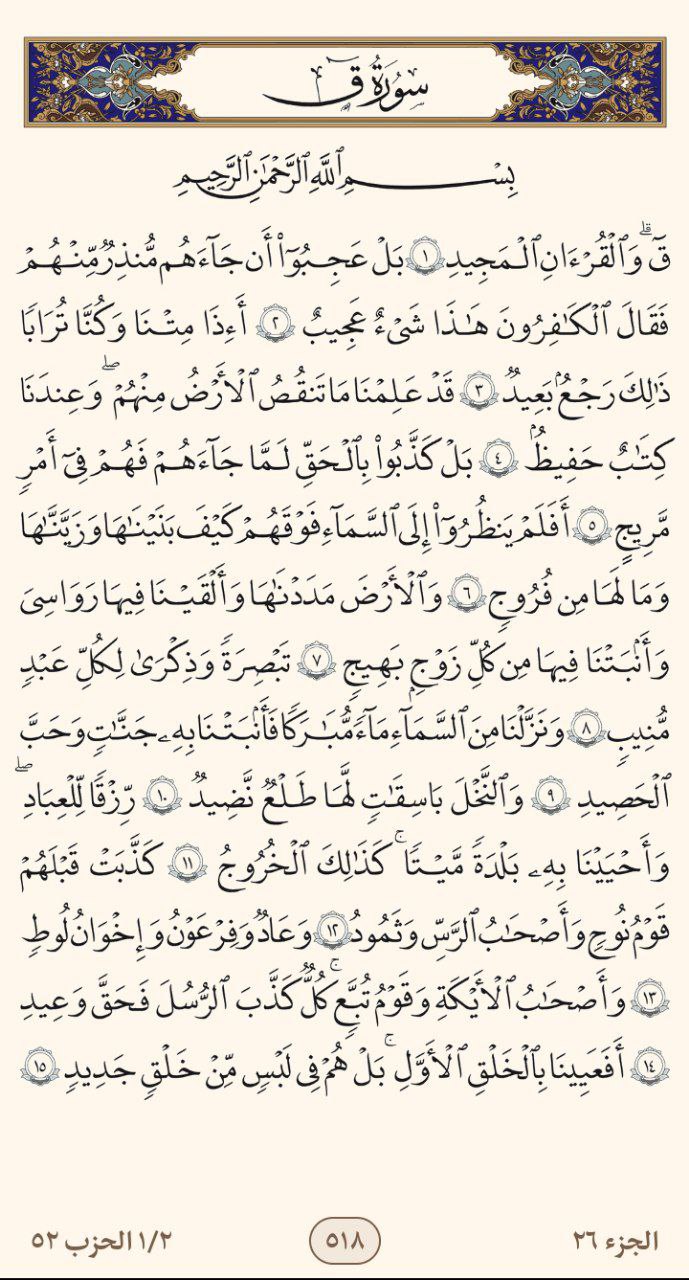 سُورَةُ قٓ
بِسْمِ ٱللَّهِ ٱلرَّحْمَٰنِ ٱلرَّحِيمِ
قٓۚ وَٱلْقُرْءَانِ ٱلْمَجِيدِ ١ بَلْ عَجِبُوٓا۟ أَن جَآءَهُم مُّنذِرٌ مِّنْهُمْ
فَقَالَ ٱلْكَٰفِرُونَ هَٰذَا شَىْءٌ عَجِيبٌ ٢ أَءِذَا مِتْنَا وَكُنَّا تُرَابًا
ذَٰلِكَ رَجْعٌۢ بَعِيدٌ ٣ قَدْ عَلِمْنَا مَا تَنقُصُ ٱلْأَرْضُ مِنْهُمْ ۖ وَعِندَنَا
كِتَٰبٌ حَفِيظٌۢ ٤ بَلْ كَذَّبُوا۟ بِٱلْحَقِّ لَمَّا جَآءَهُمْ فَهُمْ فِىٓ أَمْرٍ
مَّرِيجٍ ٥ أَفَلَمْ يَنظُرُوٓا۟ إِلَى ٱلسَّمَآءِ فَوْقَهُمْ كَيْفَ بَنَيْنَٰهَا وَزَيَّنَّٰهَا
وَمَا لَهَا مِن فُرُوجٍ ٦ وَٱلْأَرْضَ مَدَدْنَٰهَا وَأَلْقَيْنَا فِيهَا رَوَٰسِىَ
وَأَنۢبَتْنَا فِيهَا مِن كُلِّ زَوْجٍۭ بَهِيجٍ ٧ تَبْصِرَةً وَذِكْرَىٰ لِكُلِّ عَبْدٍ
مُّنِيبٍ ٨ وَنَزَّلْنَا مِنَ ٱلسَّمَآءِ مَآءً مُّبَٰرَكًا فَأَنۢبَتْنَا بِهِۦ جَنَّٰتٍ وَحَبَّ
ٱلْحَصِيدِ ٩ وَٱلنَّخْلَ بَاسِقَٰتٍ لَّهَا طَلْعٌ نَّضِيدٌ ١٠ رِّزْقًا لِّلْعِبَادِ ۖ
وَأَحْيَيْنَا بِهِۦ بَلْدَةً مَّيْتًا ۚ كَذَٰلِكَ ٱلْخُرُوجُ ١١ كَذَّبَتْ قَبْلَهُمْ
قَوْمُ نُوحٍ وَأَصْحَٰبُ ٱلرَّسِّ وَثَمُودُ ١٢ وَعَادٌ وَفِرْعَوْنُ وَإِخْوَٰنُ لُوطٍ
١٣ وَأَصْحَٰبُ ٱلْأَيْكَةِ وَقَوْمُ تُبَّعٍ ۚ كُلٌّ كَذَّبَ ٱلرُّسُلَ فَحَقَّ وَعِيدِ
١٤ أَفَعَيِينَا بِٱلْخَلْقِ ٱلْأَوَّلِ ۚ بَلْ هُمْ فِى لَبْسٍ مِّنْ خَلْقٍ جَدِيدٍ ١٥
الجزء ٢٦ ٥١٨ ١/٢ الحزب ٥٢